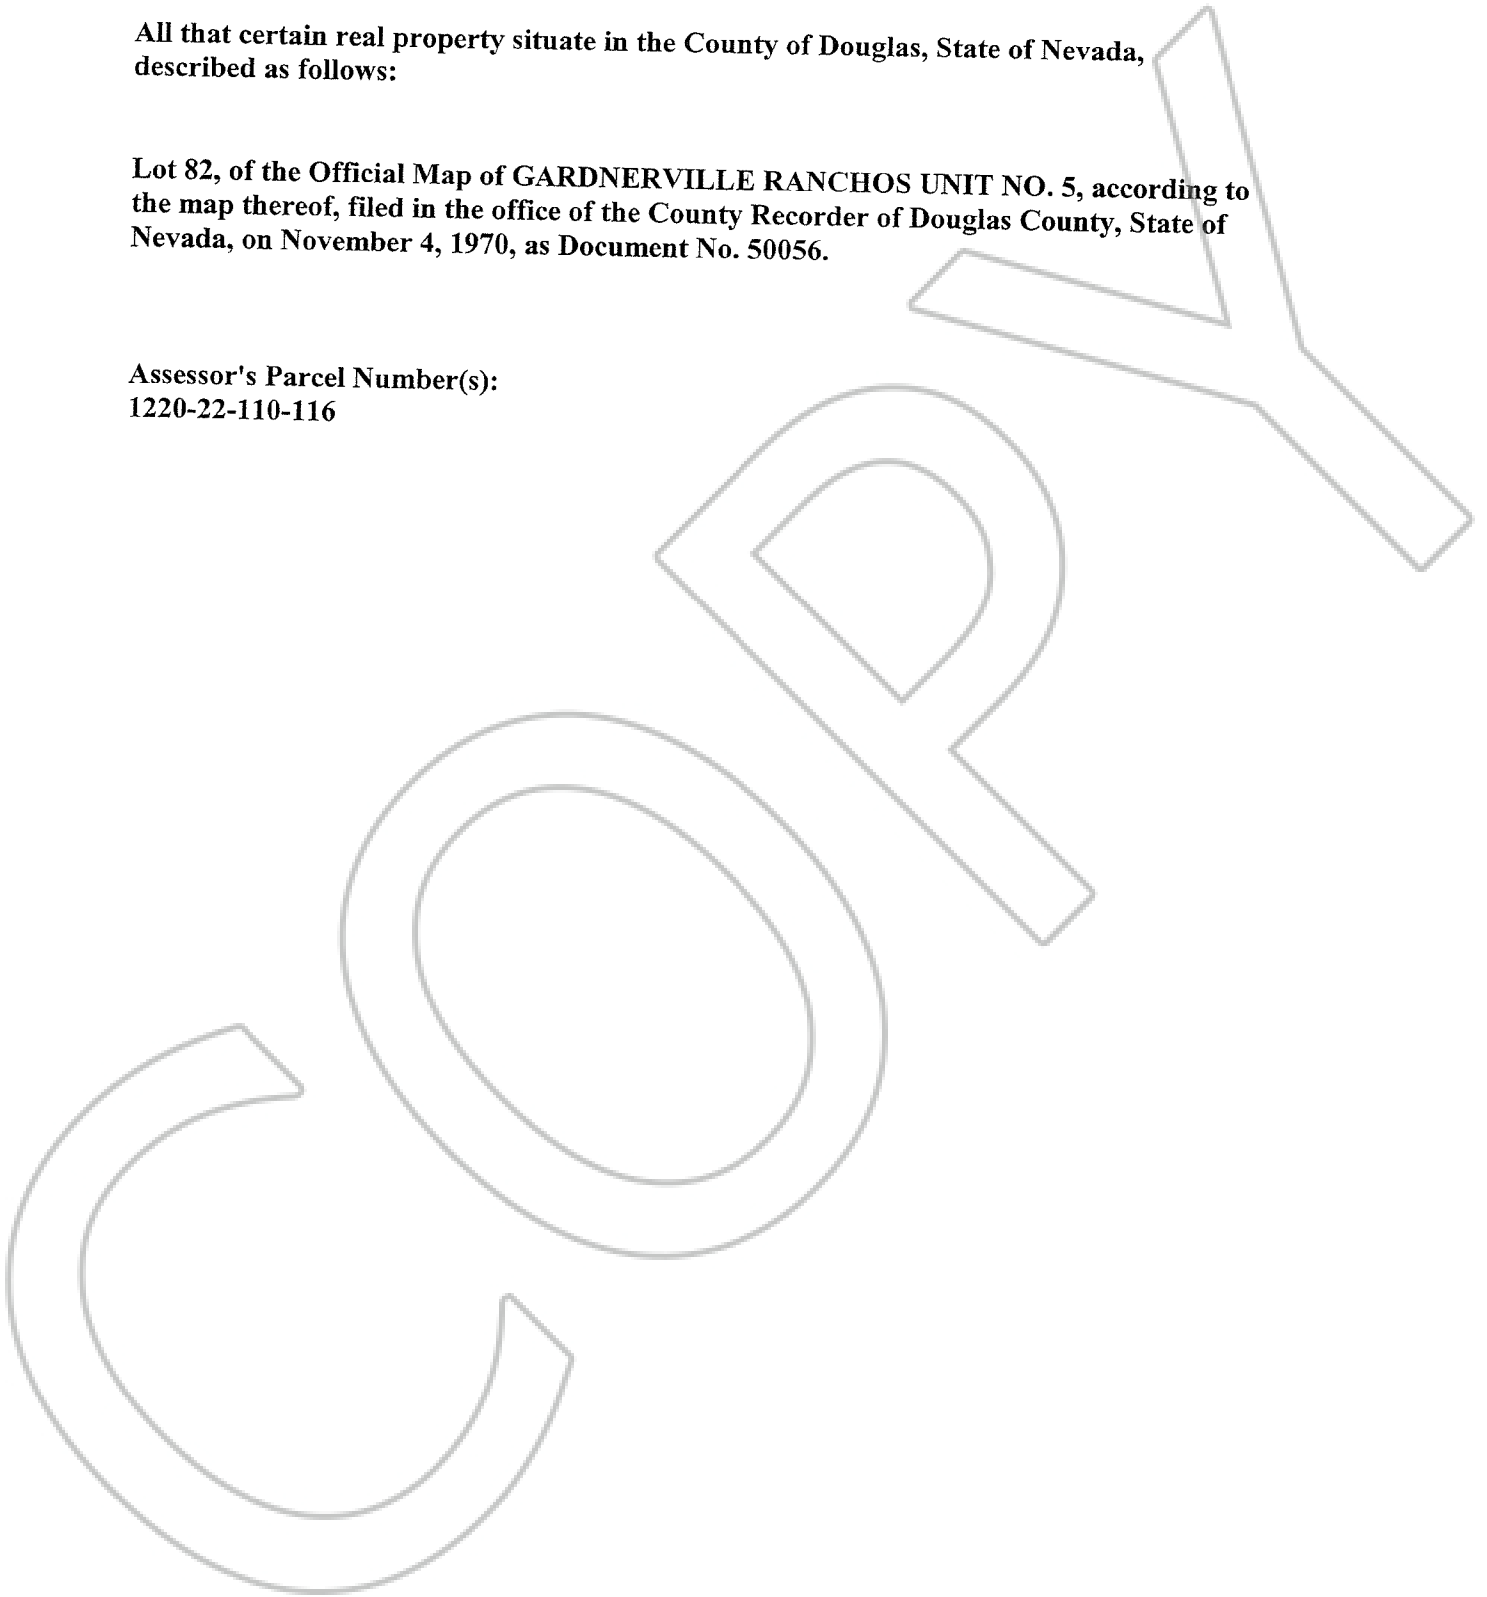 All that certain real property situate in the County of Douglas, State of Nevada,
described as follows:
Lot 82, of the Official Map of GARDNERVILLE RANCHOS UNIT NO. 5, according to
the map thereof, filed in the office of the County Recorder of Douglas County, State of
Nevada, on November 4, 1970, as Document No. 50056.
Assessor's Parcel Number(s):
1220-22-110-116
COPY